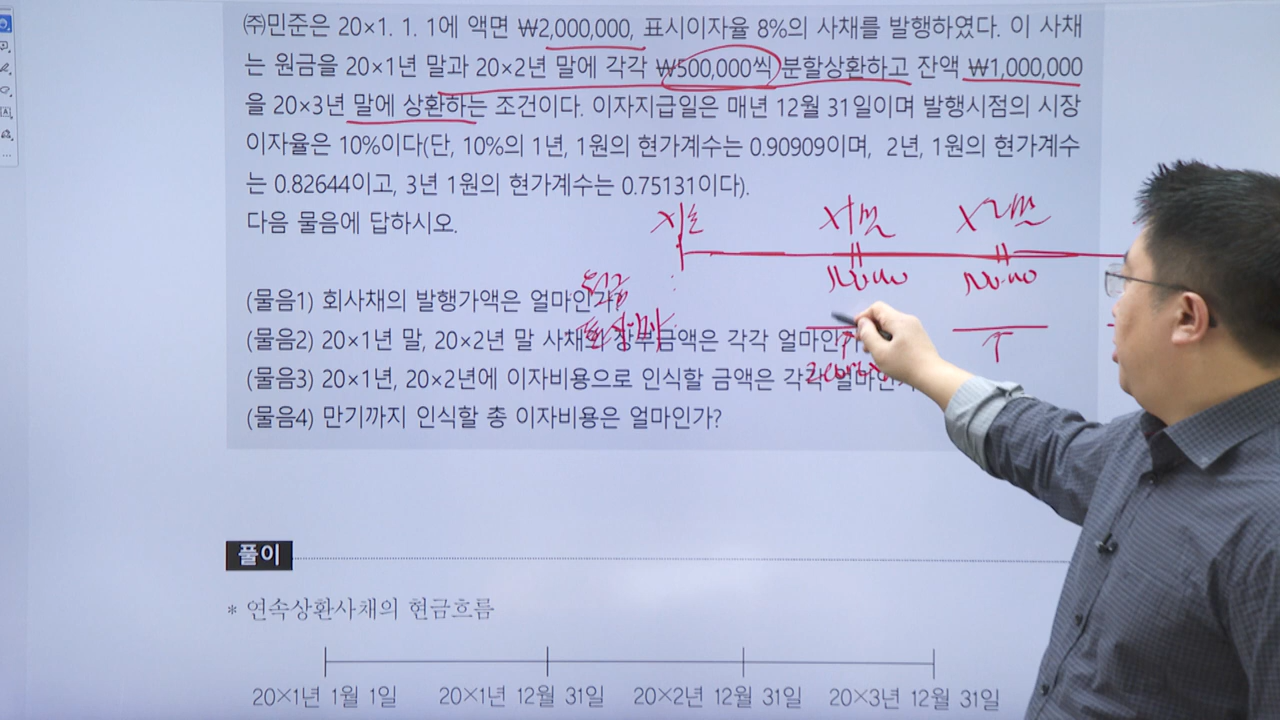 ㈜민준은 20×1. 1. 1에 액면 ₩2,000,000, 표시이자율 8%의 사채를 발행하였다. 이 사채
는 원금을 20×1년 말과 20×2년 말에 각각 ₩500,000씩 분할상환하고 잔액 ₩1,000,000
을 20×3년 말에 상환하는 조건이다. 이자지급일은 매년 12월 31일이며 발행시점의 시장
이자율은 10%이다(단, 10%의 1년, 1원의 현가계수는 0.90909이며, 2년, 1원의 현가계수
는 0.82644이고, 3년 1원의 현가계수는 0.75131이다).
다음 물음에 답하시오.
X1초 X1말 X2말
원금
(물음1) 회사채의 발행가액은 얼마인가?
(물음2) 20×1년 말, 20×2년 말 사채의 장부금액은 각각 얼마인가
(물음3) 20×1년, 20×2년에 이자비용으로 인식할 금액은 각각 얼마인가
(물음4) 만기까지 인식할 총 이자비용은 얼마인가?
풀이
* 연속상환사채의 현금흐름
20×1년 1월 1일 20×1년 12월 31일 20×2년 12월 31일 20×3년 12월 31일